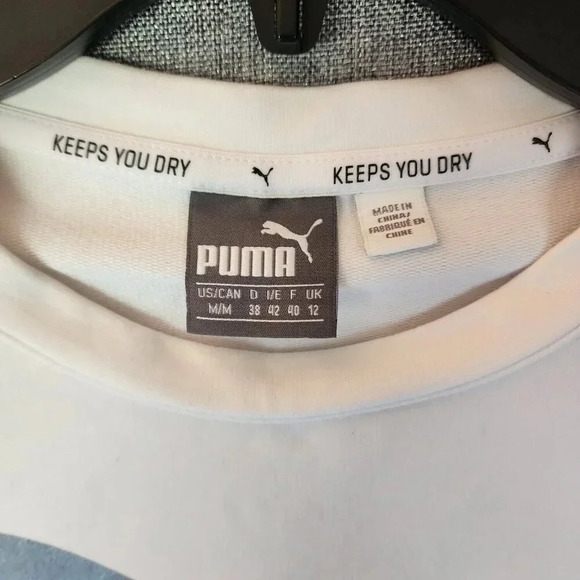 KEEPS YOU DRY KEEPS YOU DRY
PUMA
US/CAN D I/E F UK
M/M 38 42 40 12
MADE IN
CHINA/
FABRIQUÉ EN
CHINE